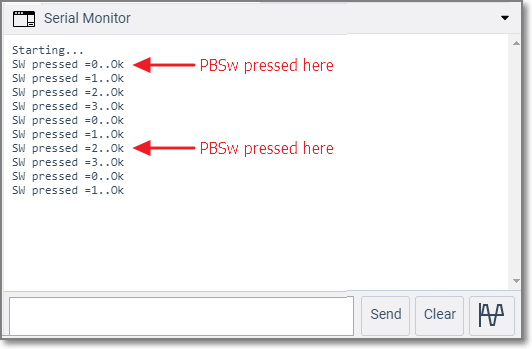 Serial Monitor
Starting...
SW pressed =0..Ok PBSw pressed here
SW pressed =1..Ok
SW pressed =2..Ok
SW pressed =3..Ok
SW pressed =0..Ok
SW pressed =1..Ok
SW pressed =2..Ok PBSw pressed here
SW pressed =3..Ok
SW pressed =0..Ok
SW pressed =1..Ok
Send Clear